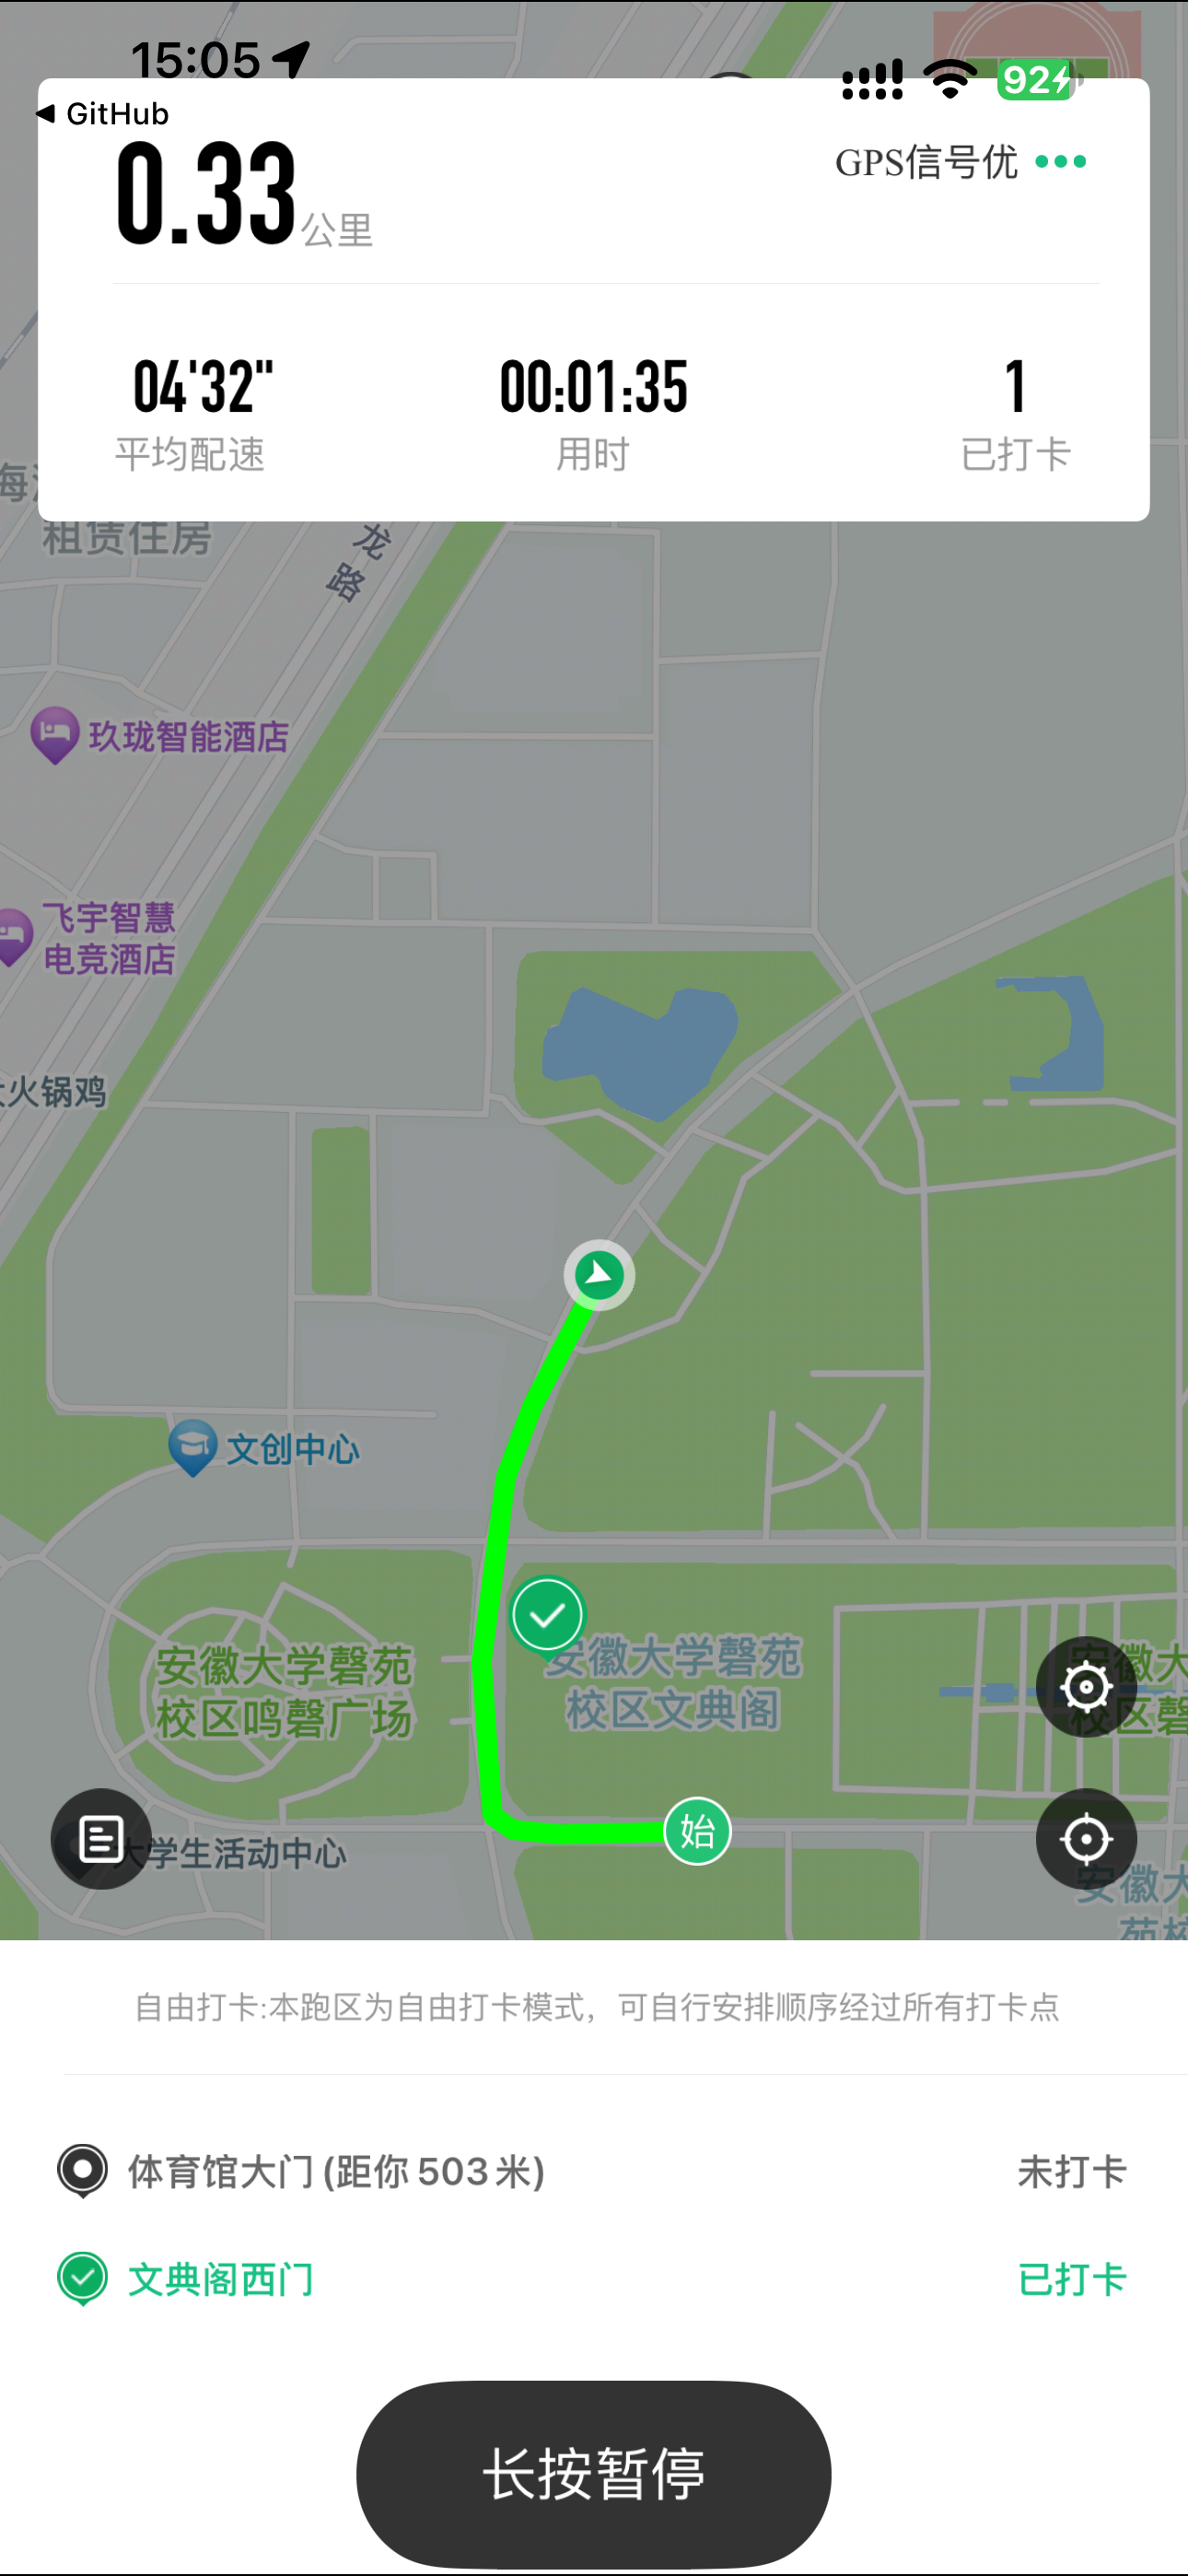 15:05
92
GitHub
0.33公里
GPS信号优
04'32"
00:01:35
1
平均配速
用时
已打卡
租赁住房
龙路
玖珑智能酒店
飞宇智慧
电竞酒店
火锅鸡
文创中心
安徽大学磬苑
校区鸣磬广场
安徽大学磬苑
校区文典阁
始
大学生活动中心
自由打卡:本跑区为自由打卡模式，可自行安排顺序经过所有打卡点
体育馆大门(距你503米)
未打卡
文典阁西门
已打卡
长按暂停